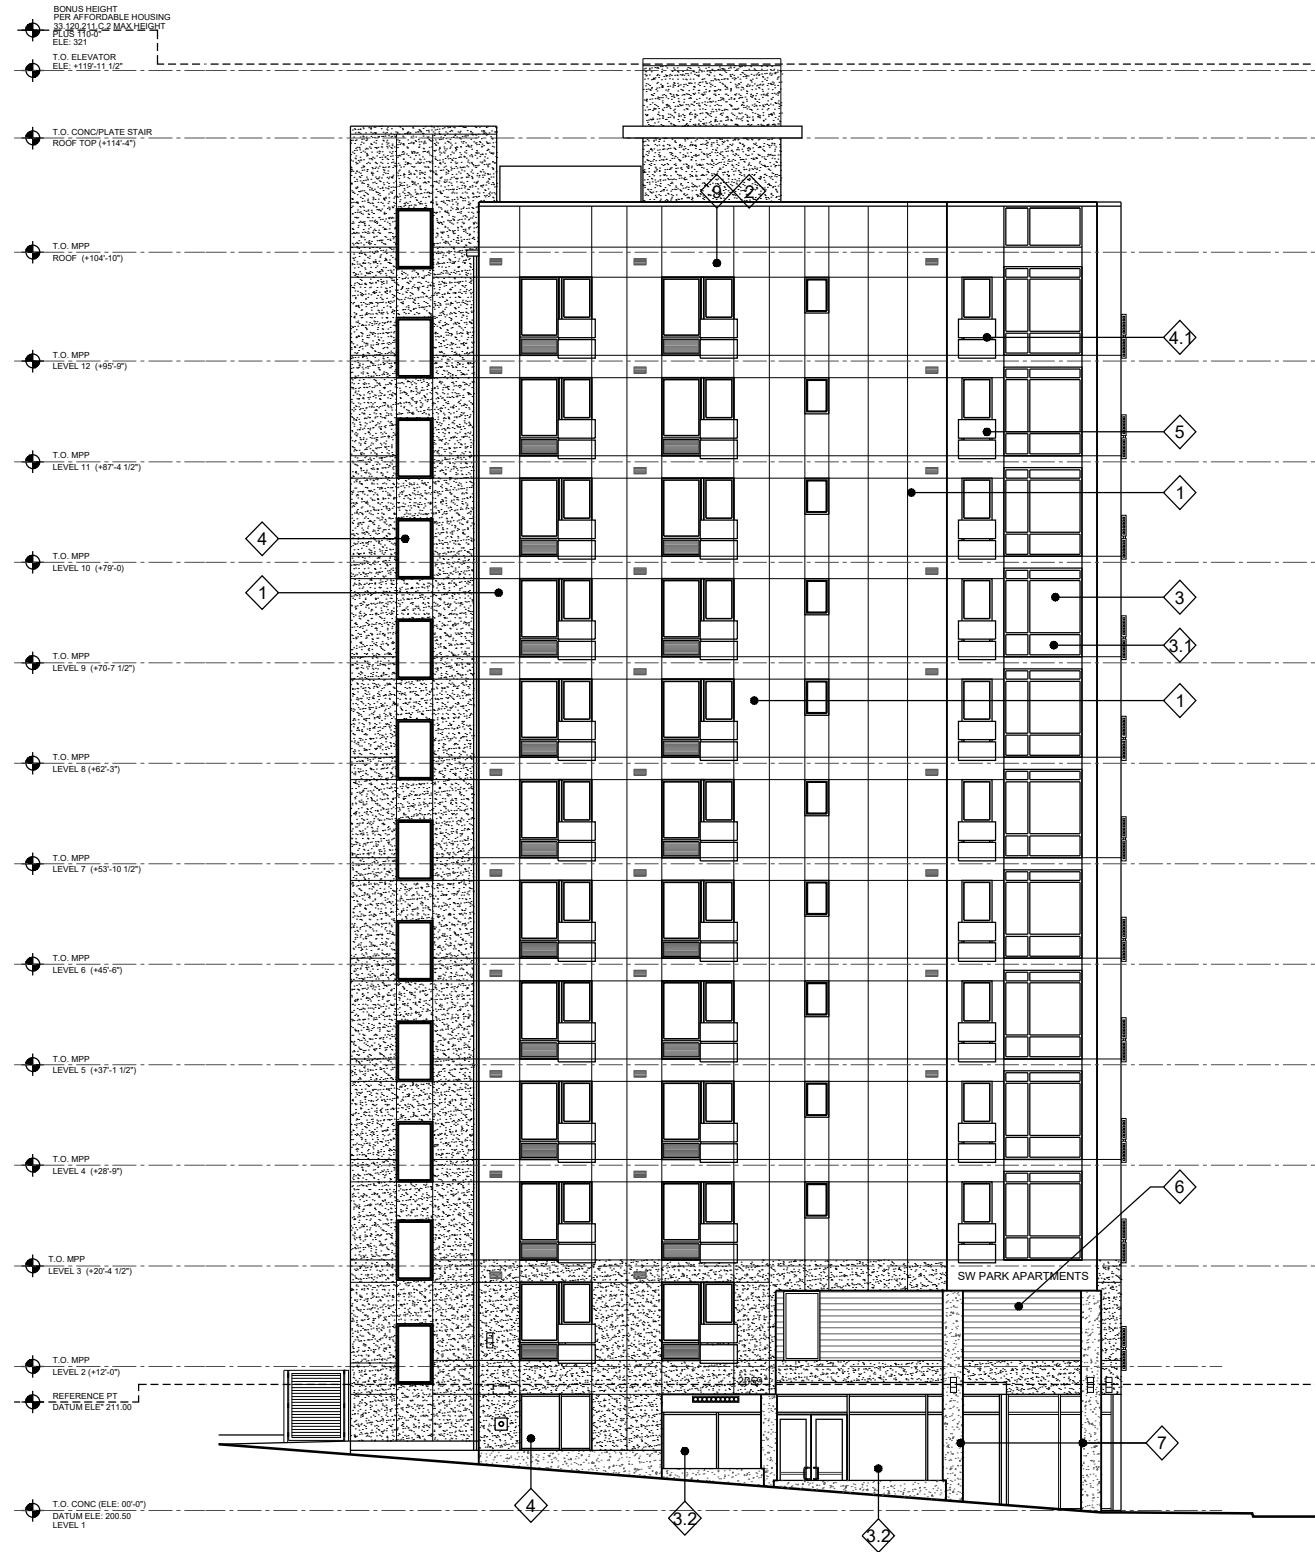 BONUS HEIGHT
PER AFFORDABLE HOUSING
33.120.211.C.2 MAX HEIGHT
PLUS 110-0"
ELE: 321
T.O. ELEVATOR
ELE: +119'-11 1/2"
T.O. CONC/PLATE STAIR
ROOF TOP (+114'-4")
9 2
T.O. MPP
ROOF (+104'-10")
4.1
T.O. MPP
LEVEL 12 (+95'-9")
5
T.O. MPP
LEVEL 11 (+87'-4 1/2")
1
4
T.O. MPP
LEVEL 10 (+79'-0)
1
3
3.1
T.O. MPP
LEVEL 9 (+70-7 1/2")
1
T.O. MPP
LEVEL 8 (+62'-3")
T.O. MPP
LEVEL 7 (+53'-10 1/2")
T.O. MPP
LEVEL 6 (+45'-6")
T.O. MPP
LEVEL 5 (+37'-1 1/2")
T.O. MPP
LEVEL 4 (+28'-9")
6
T.O. MPP
LEVEL 3 (+20'-4 1/2")
SW PARK APARTMENTS
T.O. MPP
LEVEL 2 (+12'-0")
REFERENCE PT
DATUM ELE" 211.00
7
4
3.2
3.2
T.O. CONC (ELE: 00'-0")
DATUM ELE: 200.50
LEVEL 1